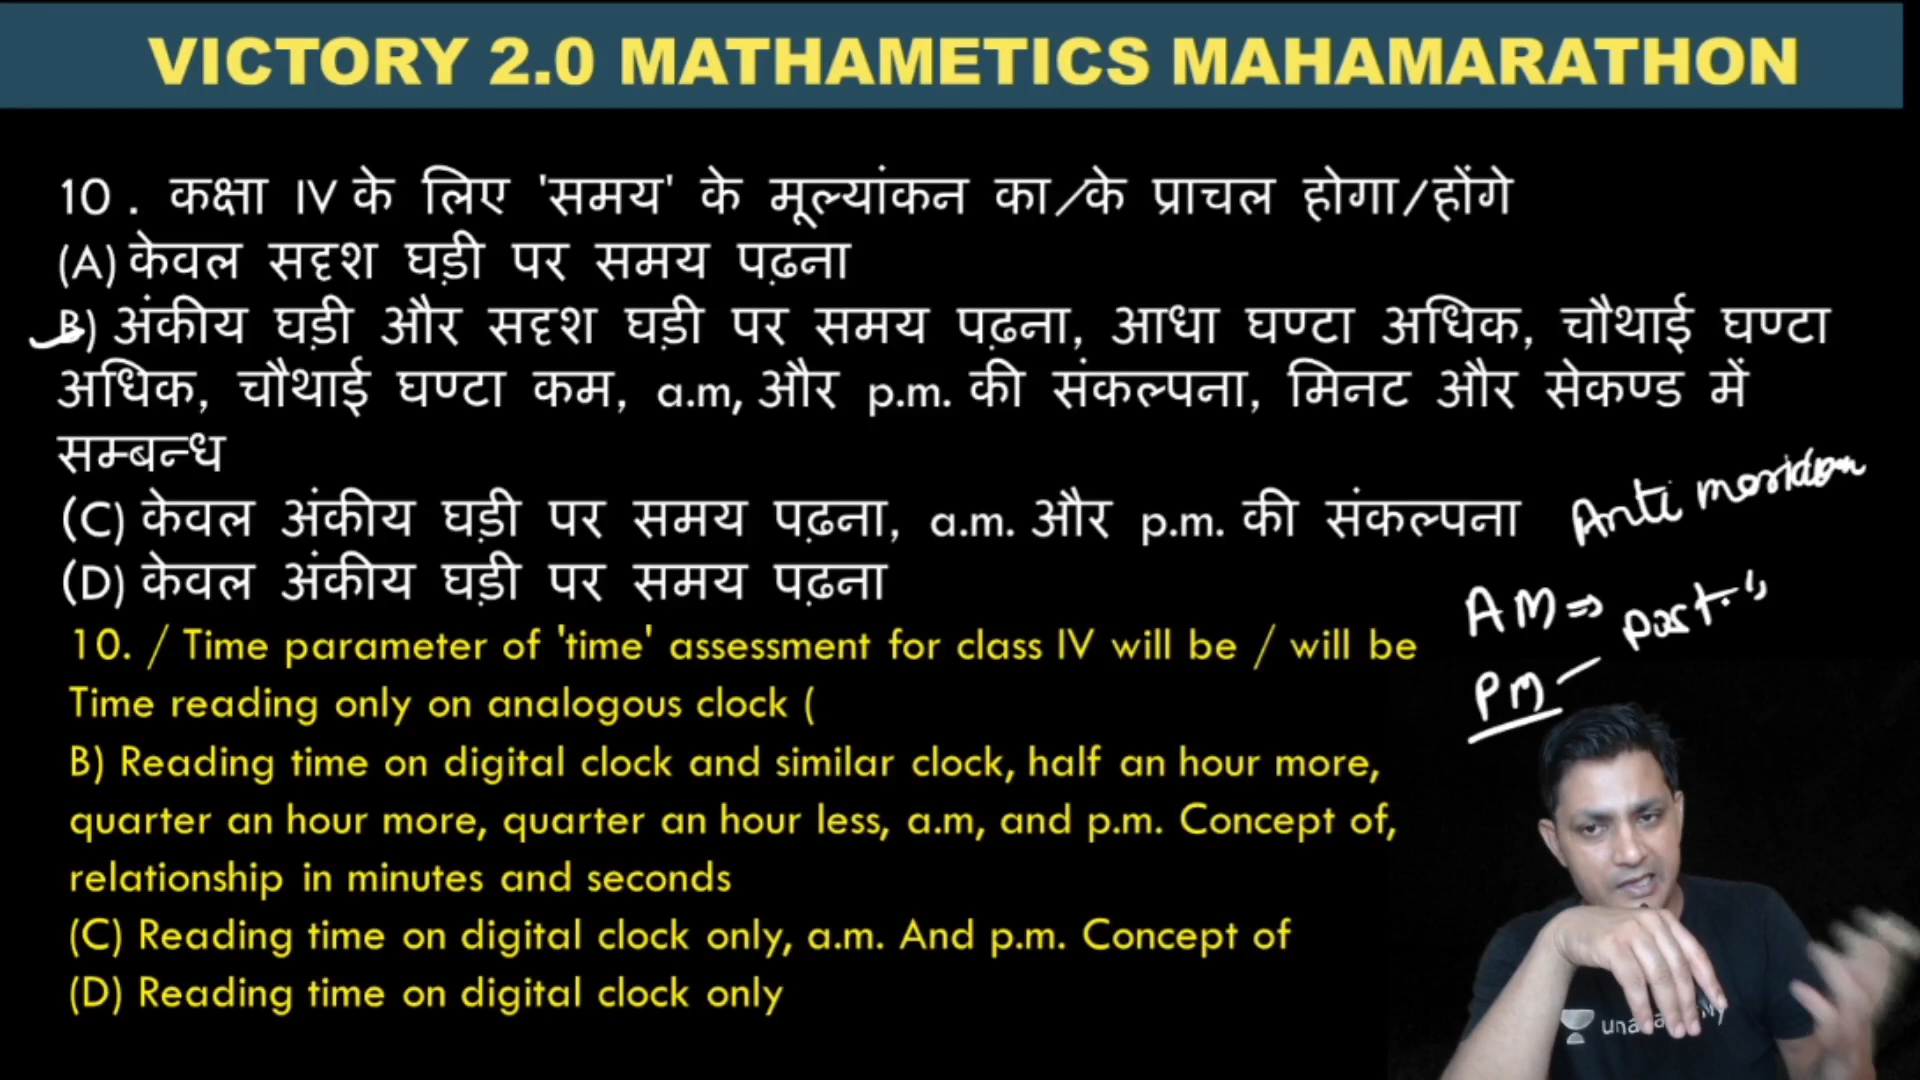 VICTORY 2.0 MATHAMETICS MAHAMARATHON
10 . कक्षा IV के लिए 'समय' के मूल्यांकन का/के प्राचल होगा/होंगे
(A) केवल सदृश घड़ी पर समय पढ़ना
B) अंकीय घड़ी और सदृश घड़ी पर समय पढ़ना, आधा घण्टा अधिक, चौथाई घण्टा
अधिक, चौथाई घण्टा कम, a.m, और p.m. की संकल्पना, मिनट और सेकण्ड में
सम्बन्ध
(C) केवल अंकीय घड़ी पर समय पढ़ना, a.m. और p.m. की संकल्पना
Anti meridian
(D) केवल अंकीय घड़ी पर समय पढ़ना
AM ⇒
Post. ''
PM –
10. / Time parameter of 'time' assessment for class IV will be / will be
Time reading only on analogous clock (
B) Reading time on digital clock and similar clock, half an hour more,
quarter an hour more, quarter an hour less, a.m, and p.m. Concept of,
relationship in minutes and seconds
(C) Reading time on digital clock only, a.m. And p.m. Concept of
(D) Reading time on digital clock only